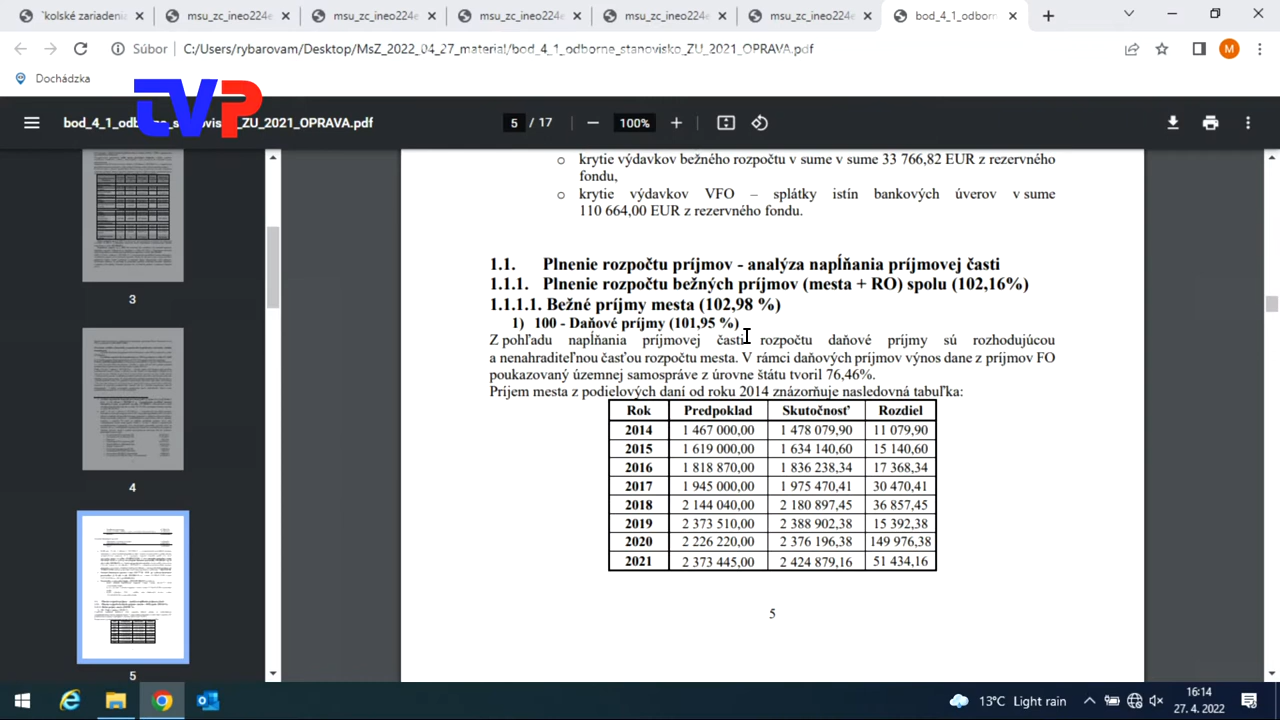 'kolské zariadenia
msu_zc_ineo224e
msu_zc_ineo224e
msu_zc_ineo224e
msu_zc_ineo224e
msu_zc_ineo224e
bod_4_1_odborn
Súbor C:/Users/rybarovam/Desktop/MsZ_2022_04_27_material/bod_4_1_odborne_stanovisko_ZU_2021_OPRAVA.pdf
M
Dochádzka
TVP
bod_4_1_odb stanovisko_ZU_2021_OPRAVA.pdf
5 / 17
100%
3
4
5
o krytie výdavkov bežného rozpočtu v sume v sume 33 766,82 EUR z rezervného
fondu,
o krytie výdavkov VFO – splátky istín bankových úverov v sume
110 664,00 EUR z rezervného fondu.
1.1. Plnenie rozpočtu príjmov - analýza napĺňania príjmovej časti
1.1.1. Plnenie rozpočtu bežných príjmov (mesta + RO) spolu (102,16%)
1.1.1.1. Bežné príjmy mesta (102,98 %)
1) 100 - Daňové príjmy (101,95 %)
Z pohľadu napĺňania príjmovej časti rozpočtu daňové príjmy sú rozhodujúcou
a nenahraditeľnou časťou rozpočtu mesta. V rámci daňových príjmov výnos dane z príjmov FO
poukazovaný územnej samospráve z úrovne štátu tvoril 76,46%.
Príjem mesta z podielových daní od roku 2014 znázorňuje nasledovná tabuľka:
Rok Predpoklad Skutočnosť Rozdiel
2014 1 467 000,00 1 478 079,90 11 079,90
2015 1 619 000,00 1 634 140,60 15 140,60
2016 1 818 870,00 1 836 238,34 17 368,34
2017 1 945 000,00 1 975 470,41 30 470,41
2018 2 144 040,00 2 180 897,45 36 857,45
2019 2 373 510,00 2 388 902,38 15 392,38
2020 2 226 220,00 2 376 196,38 149 976,38
2021 2 373 445,00 2 424 879,16 51 434,16
5
13°C Light rain
16:14
27. 4. 2022